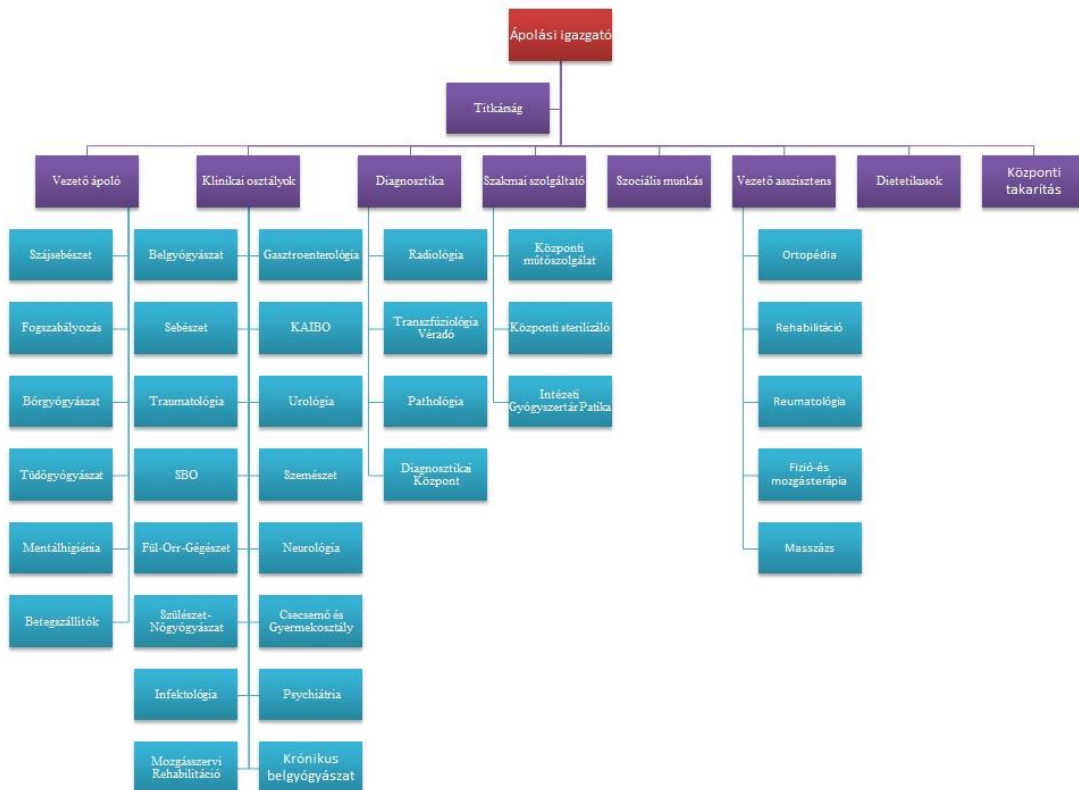 Ápolási igazgató
Titkárság
Vezető ápoló
Klinikai osztályok
Diagnosztika
Szakmai szolgáltató
Szociális munkás
Vezető asszisztens
Dietetikusok
Központi
takarítás
Szájsebészet
Belgyógyászat
Gasztroenterológia
Radiológia
Központi
műtőszolgálat
Ortopédia
Fogszabályozás
Sebészet
KAIBO
Transzfúziológia
Véradó
Központi sterilizáló
Rehabilitáció
Bőrgyógyászat
Traumatológia
Urológia
Pathológia
Intézeti
Gyógyszertár Patika
Reumatológia
Tüdőgyógyászat
SBO
Szemészet
Diagnosztikai
Központ
Fizió-és
mozgásterápia
Mentálhigiénia
Fül-Orr-Gégészet
Neurológia
Masszázs
Betegszállítók
Szülészet-
Nőgyógyászat
Csecsemő és
Gyermekosztály
Infektológia
Psychiátria
Mozgásszervi
Rehabilitáció
Krónikus
belgyógyászat